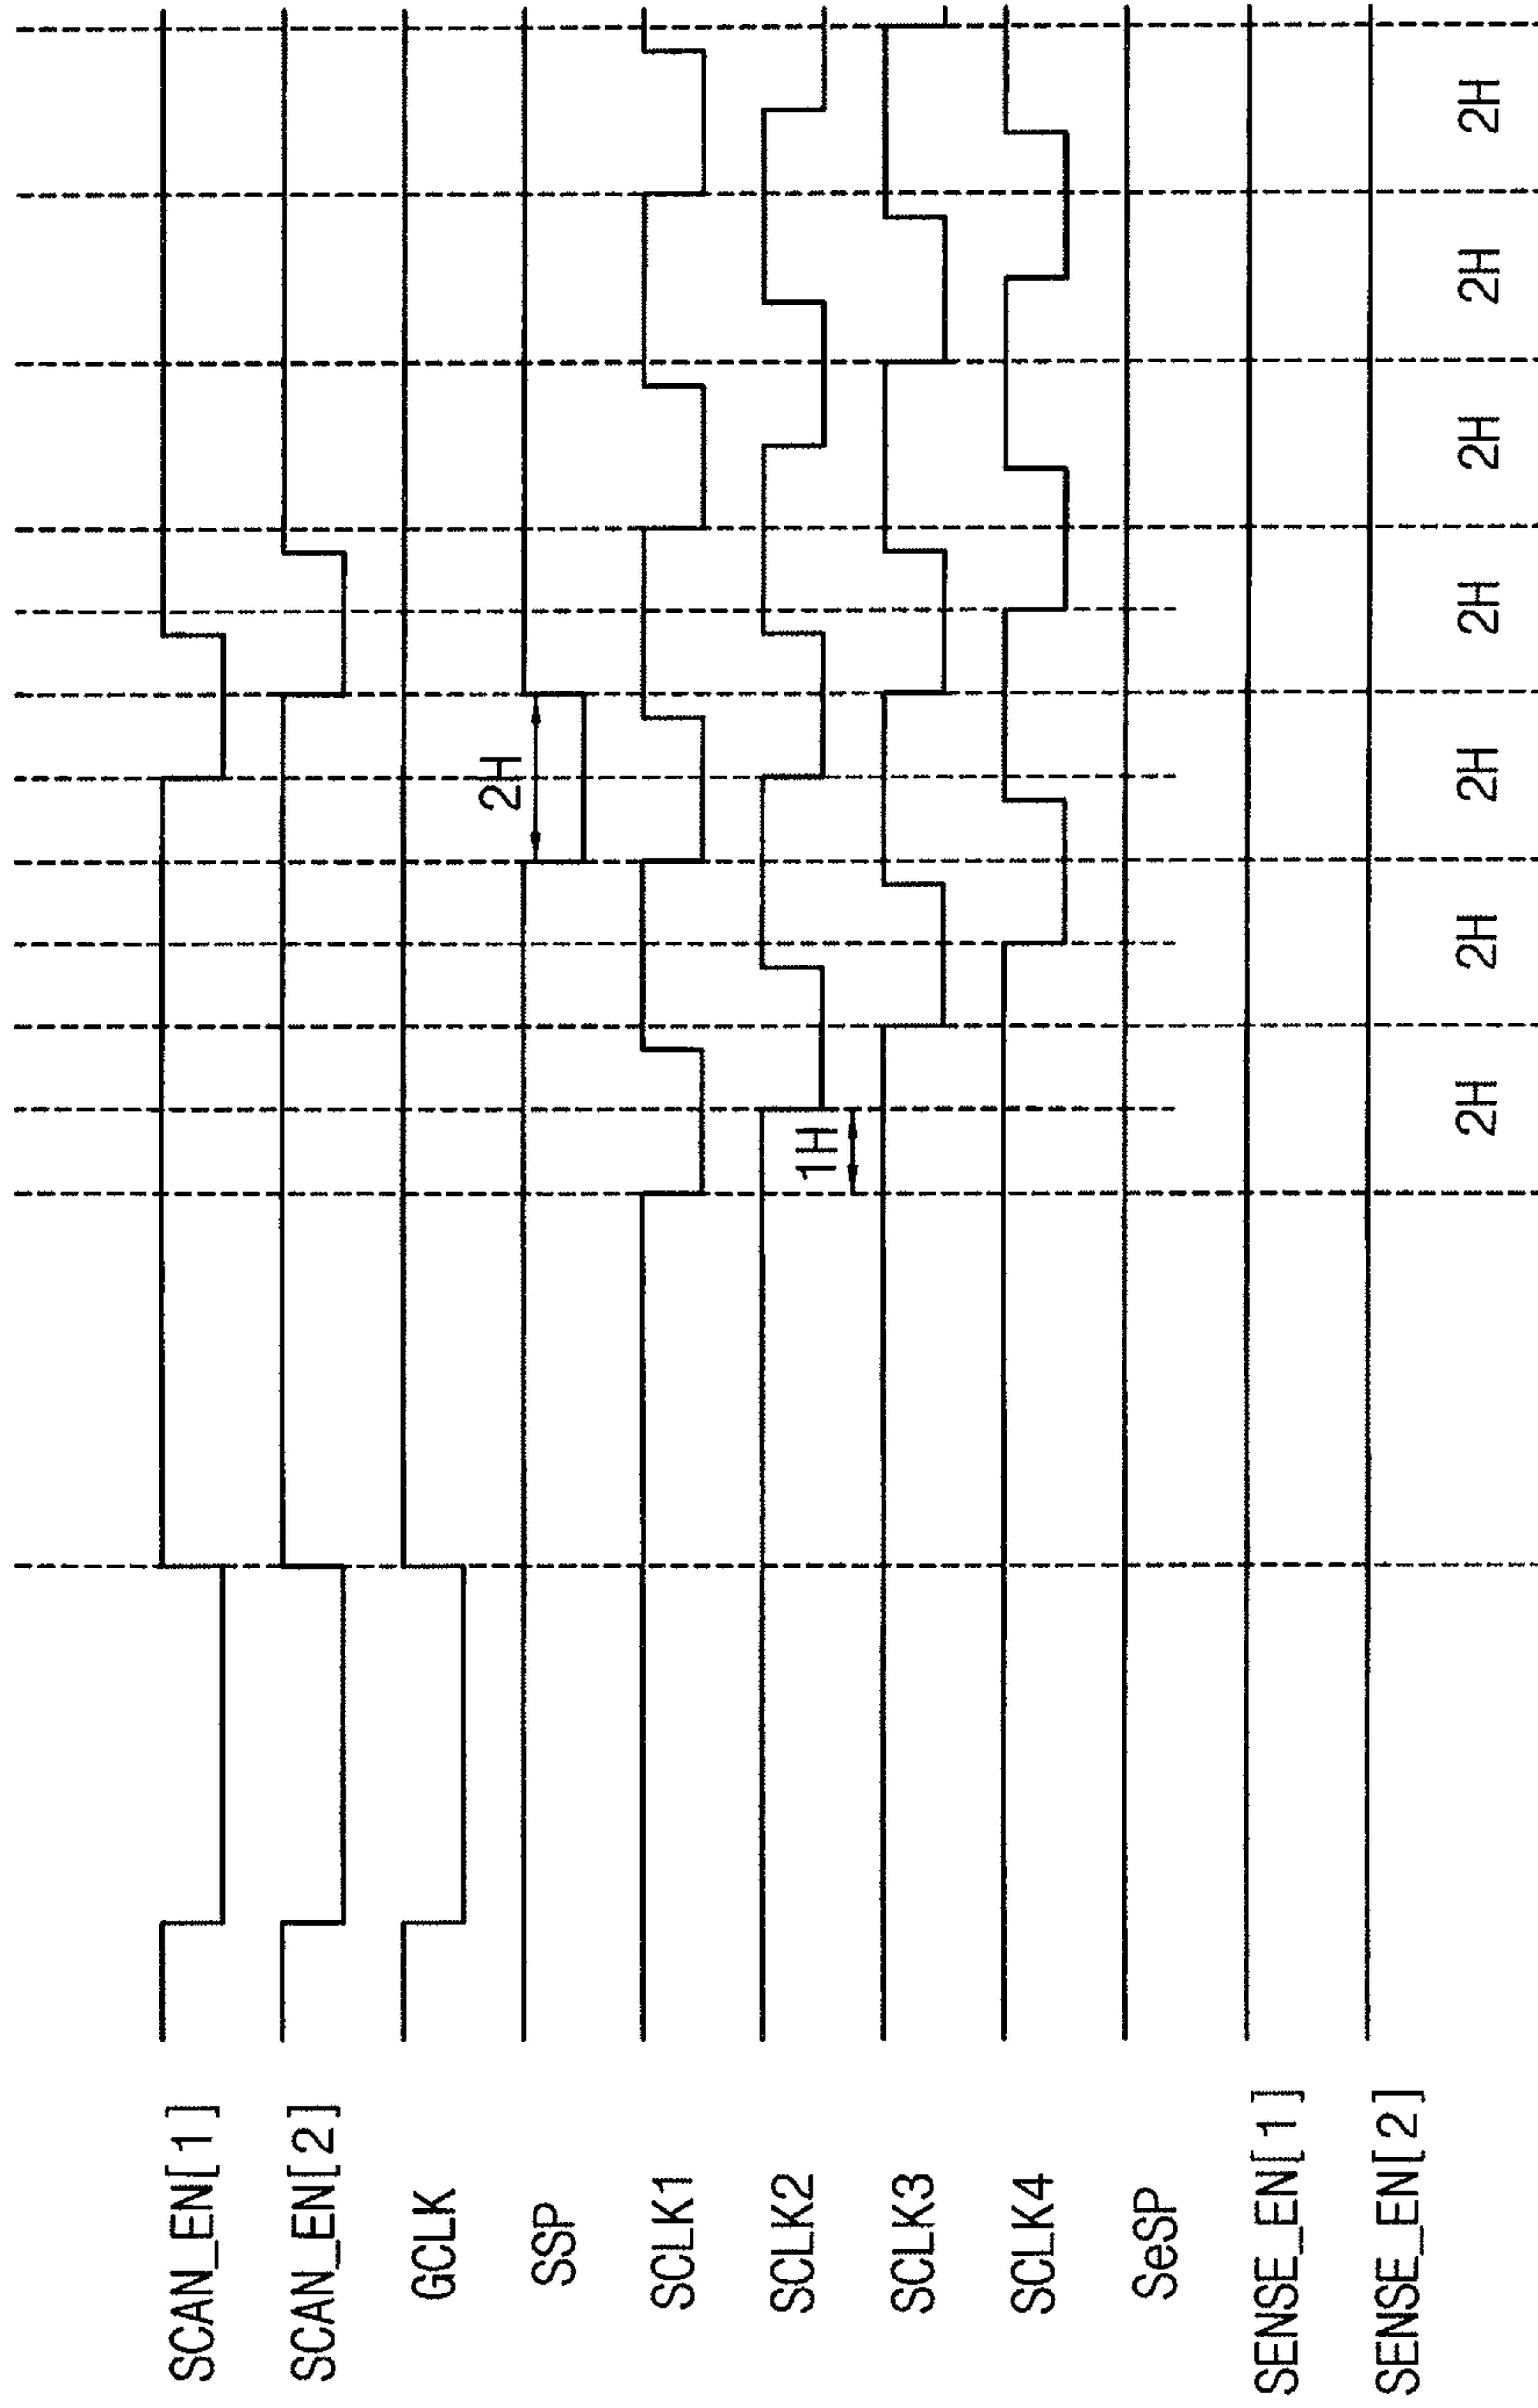 SCAN_EN[1]
SCAN_EN[2]
GCLK
SSP
2H
SCLK1
SCLK2
1H
SCLK3
SCLK4
SeSP
SENSE_EN[1]
SENSE_EN[2]
2H 2H 2H 2H 2H 2H 2H